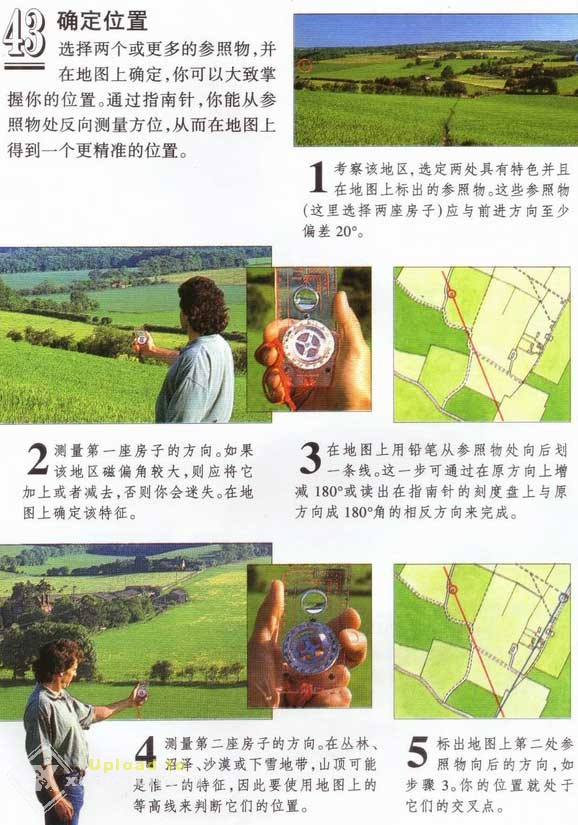 43 确定位置
选择两个或更多的参照物,并
在地图上确定,你可以大致掌
握你的位置。通过指南针,你能从参
照物处反向测量方位,从而在地图上
得到一个更精准的位置。
1 考察该地区,选定两处具有特色并且
在地图上标出的参照物。这些参照物
(这里选择两座房子)应与前进方向至少
偏差20°。
2 测量第一座房子的方向。如果
该地区磁偏角较大,则应将它
加上或者减去,否则你会迷失。在地
图上确定该特征。
3 在地图上用铅笔从参照物处向后划
一条线。这一步可通过在原方向上增
减180°或读出在指南针的刻度盘上与原
方向成180°角的相反方向来完成。
4 测量第二座房子的方向。在丛林、
沼泽、沙漠或下雪地带,山顶可能
是惟一的特征,因此要使用地图上的
等高线来判断它们的位置。
5 标出地图上第二处参
照物向后的方向,如
步骤3。你的位置就处于
它们的交叉点。
Upload to